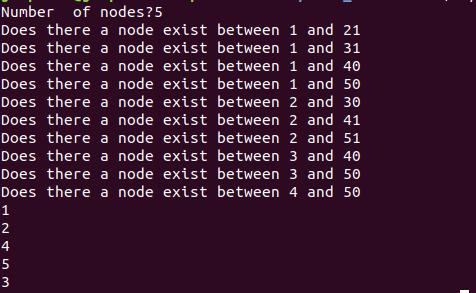 Number  of nodes?5
Does there a node exist between 1 and 21
Does there a node exist between 1 and 31
Does there a node exist between 1 and 40
Does there a node exist between 1 and 50
Does there a node exist between 2 and 30
Does there a node exist between 2 and 41
Does there a node exist between 2 and 51
Does there a node exist between 3 and 40
Does there a node exist between 3 and 50
Does there a node exist between 4 and 50
1
2
4
5
3